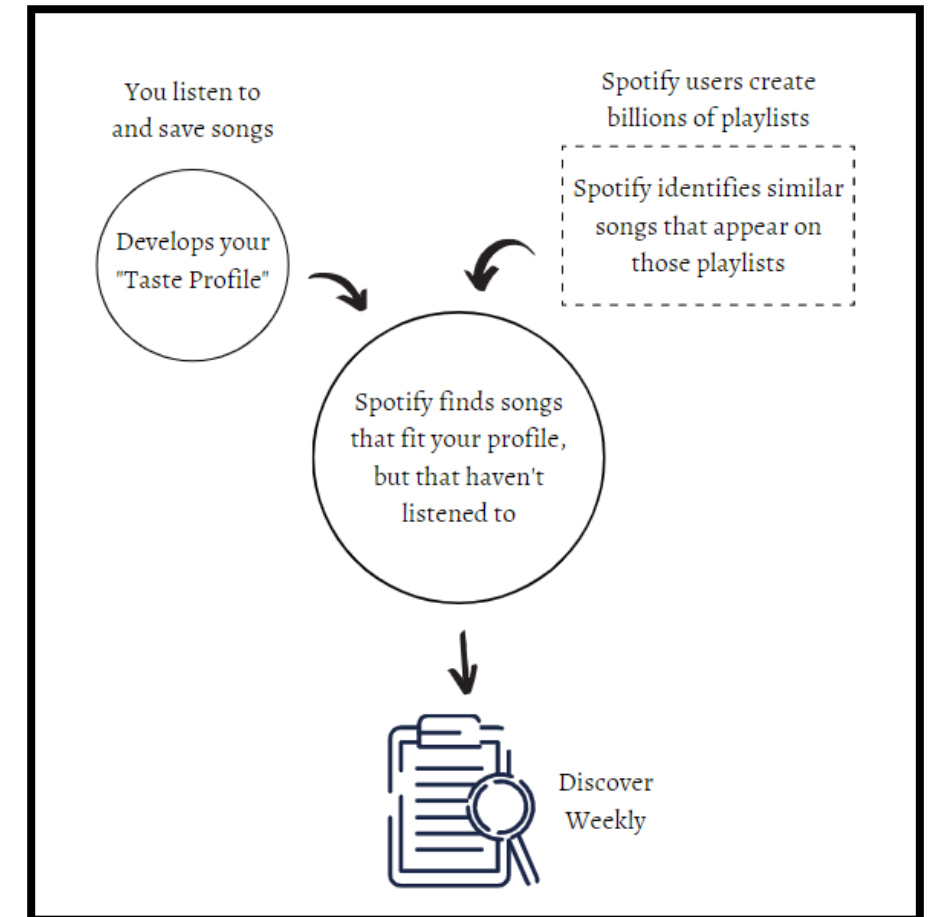 You listen to
and save songs
Develops your
"Taste Profile"
Spotify users create
billions of playlists
Spotify identifies similar
songs that appear on
those playlists
Spotify finds songs
that fit your profile,
but that haven't
listened to
Discover
Weekly